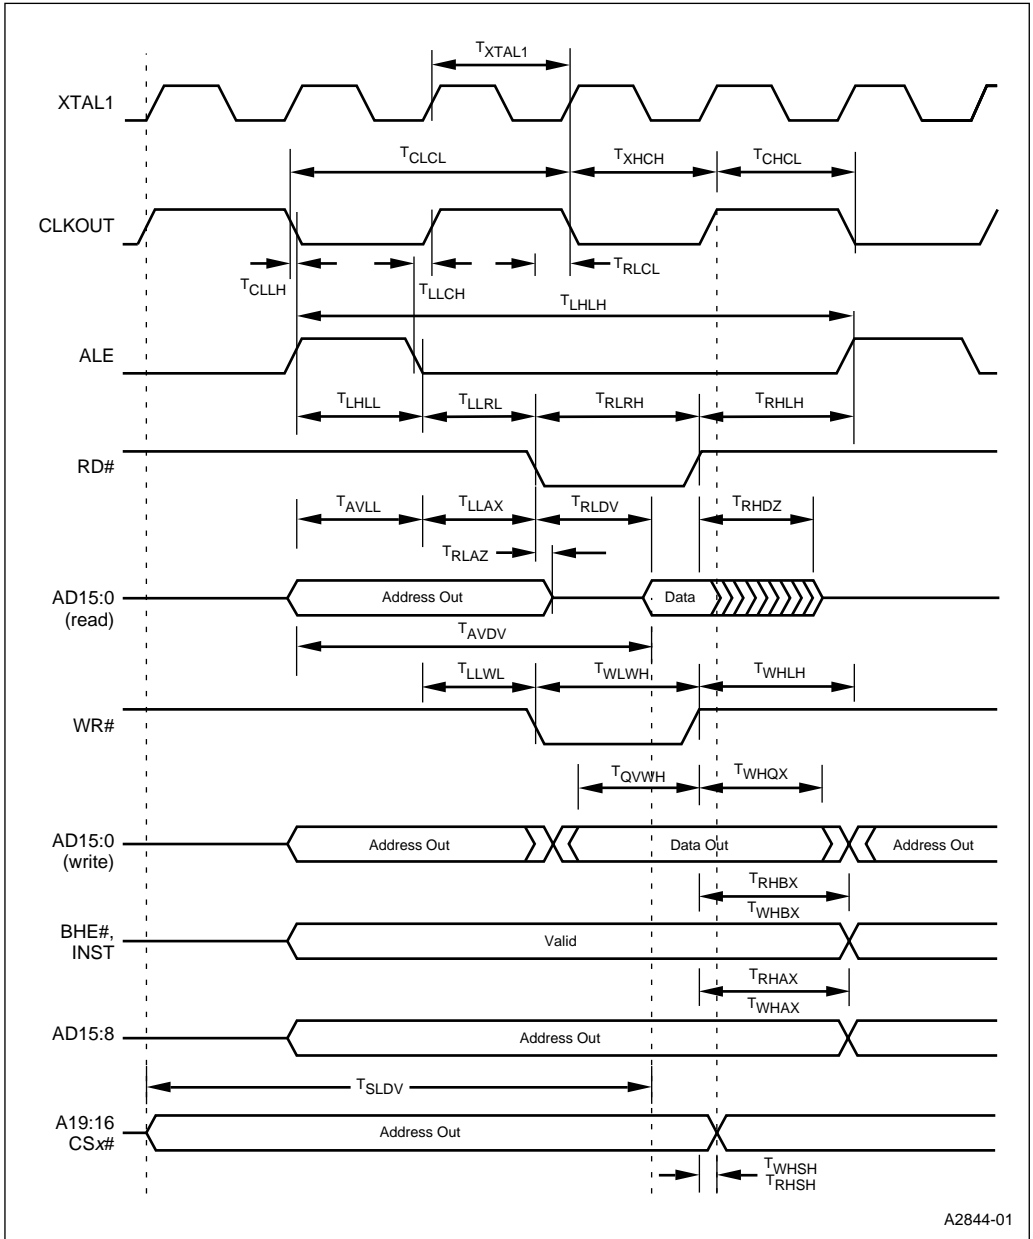 TXTAL1
XTAL1
TCLCL
TXHCH
TCHCL
CLKOUT
TCLLH
TLLCH
TRLCL
TLHLH
ALE
TLHLL
TLLRL
TRLRH
TRHLH
RD#
TAVLL
TLLAX
TRLDV
TRHDZ
TRLAZ
AD15:0
(read)
Address Out
Data
TAVDV
TLLWL
TWLWH
TWHLH
WR#
TQVWH
TWHQX
AD15:0
(write)
Address Out
Data Out
Address Out
TRHBX
TWHBX
BHE#,
INST
Valid
TRHAX
TWHAX
AD15:8
Address Out
TSLDV
A19:16
CSx#
Address Out
TWHSH
TRHSH
A2844-01